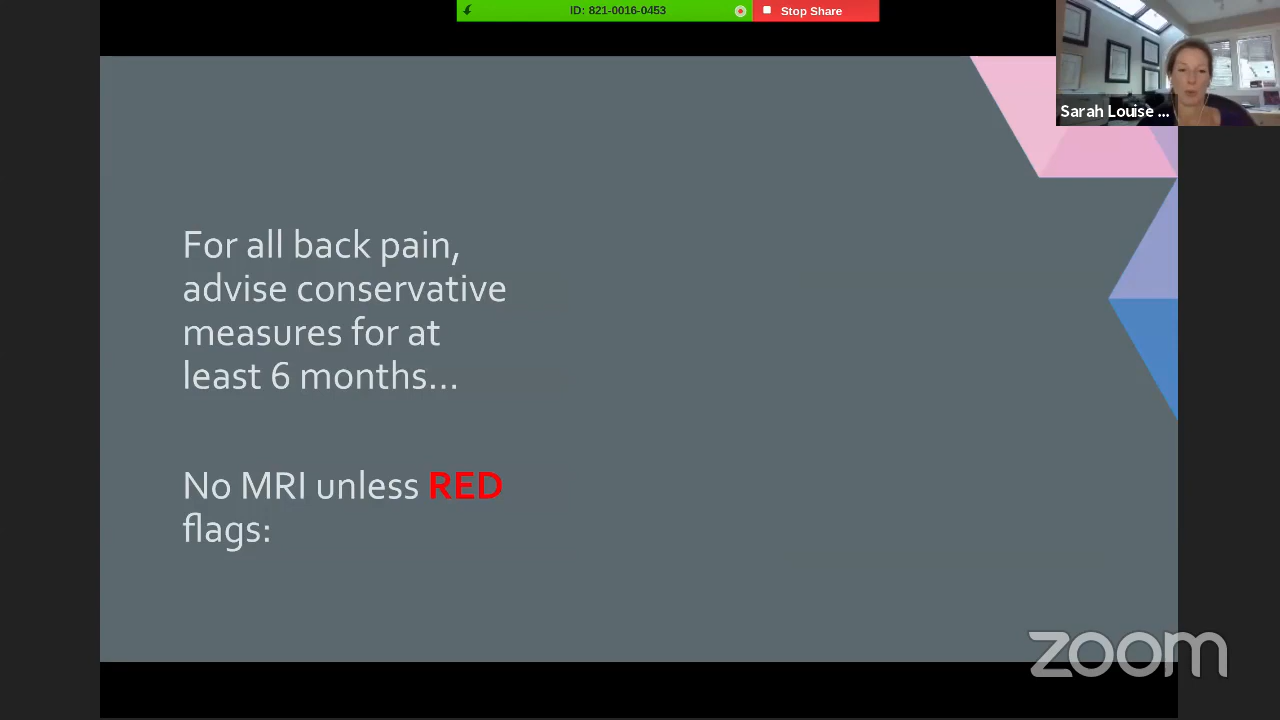 ID: 821-0016-0453
Stop Share
Sarah Louise ...
For all back pain,
advise conservative
measures for at
least 6 months...
No MRI unless RED
flags:
zoom